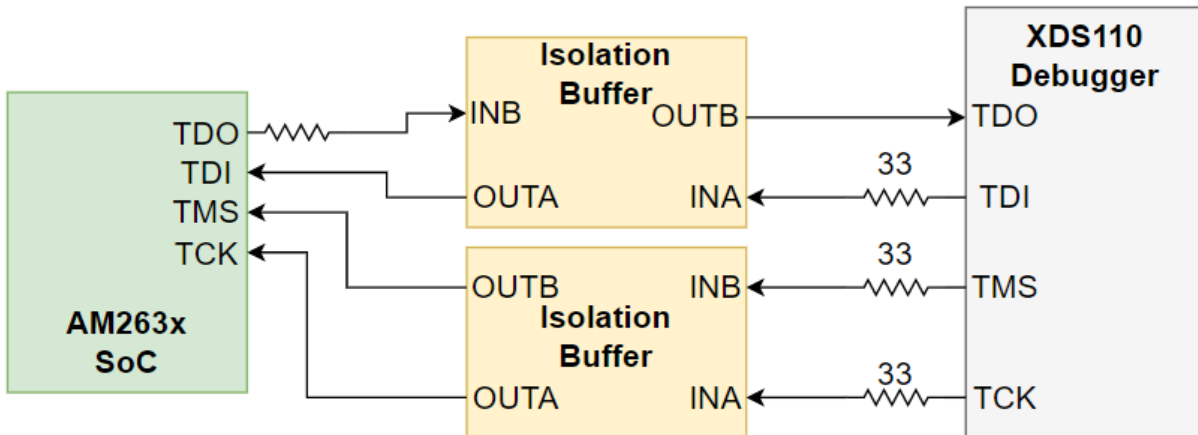 XDS110
Debugger
Isolation
Buffer
INB
OUTB
TDO
TDO
TDI
TMS
TCK
AM263x
SoC
OUTA
INA
33
TDI
OUTB
INB
33
TMS
Isolation
Buffer
OUTA
INA
33
TCK